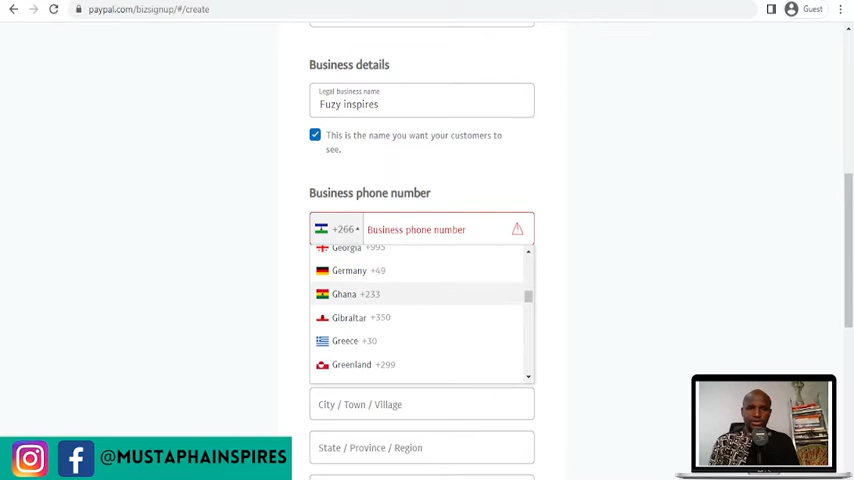 paypal.com/bizsignup/#/create
Guest
Business details
Legal business name
Fuzy inspires
This is the name you want your customers to
see.
Business phone number
+266
Business phone number
Georgia +995
Germany +49
Ghana +233
Gibraltar +350
Greece +30
Greenland +299
City / Town / Village
State / Province / Region
@MUSTAPHAINSPIRES